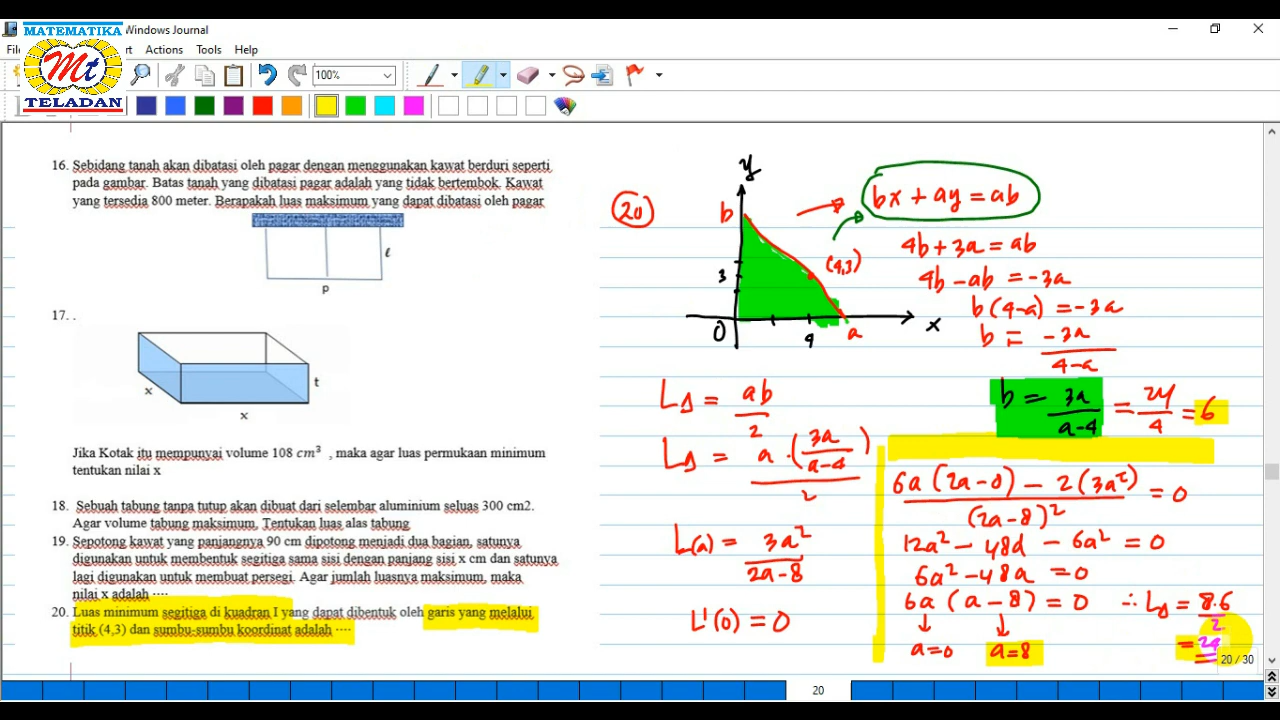 MATEMATIKA
Mt
TELADAN
Windows Journal
Actions Tools Help
100%
16. Sebidang tanah akan dibatasi oleh pagar dengan menggunakan kawat berduri seperti
pada gambar. Batas tanah yang dibatasi pagar adalah yang tidak bertembok. Kawat
yang tersedia 800 meter. Berapakah luas maksimum yang dapat dibatasi oleh pagar
ℓ
p
17. .
t
x
x
Jika Kotak itu mempunyai volume 108 cm³ , maka agar luas permukaan minimum
tentukan nilai x
18. Sebuah tabung tanpa tutup akan dibuat dari selembar aluminium seluas 300 cm2.
Agar volume tabung maksimum, Tentukan luas alas tabung
19. Sepotong kawat yang panjangnya 90 cm dipotong menjadi dua bagian, satunya
digunakan untuk membentuk segitiga sama sisi dengan panjang sisi x cm dan satunya
lagi digunakan untuk membuat persegi. Agar jumlah luasnya maksimum, maka
nilai x adalah ....
20. Luas minimum segitiga di kuadran I yang dapat dibentuk oleh garis yang melalui
titik (4,3) dan sumbu-sumbu koordinat adalah ....
20
y
b
(4,3)
3
0
4
a
x
bx + ay = ab
4b + 3a = ab
4b - ab = -3a
b(4-a) = -3a
b = -3a/(4-a)
b = 3a/(a-4) = 24/4 = 6
LΔ = ab/2
LΔ = a·(3a/(a-4))/2
L(a) = 3a²/(2a-8)
L'(0) = 0
(6a(2a-8) - 2(3a²))/(2a-8)² = 0
12a² - 48a - 6a² = 0
6a² - 48a = 0
6a (a-8) = 0
a=0 a=8
∴ LΔ = 8.6/2
= 24
20 / 30
20